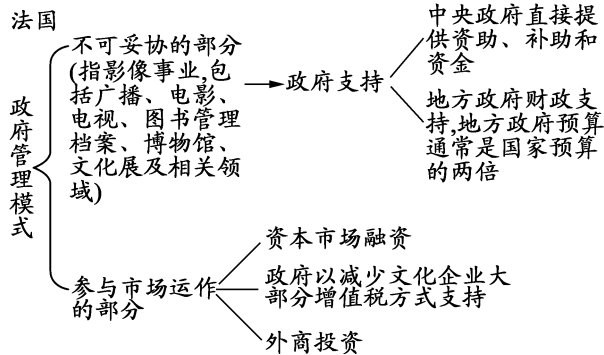 法国
政府管理模式
不可妥协的部分
(指影像事业,包
括广播、电影、
电视、图书管理
档案、博物馆、
文化展及相关领
域)
政府支持
中央政府直接提
供资助、补助和
资金
地方政府财政支
持,地方政府预算
通常是国家预算
的两倍
参与市场运作
的部分
资本市场融资
政府以减少文化企业大
部分增值税方式支持
外商投资